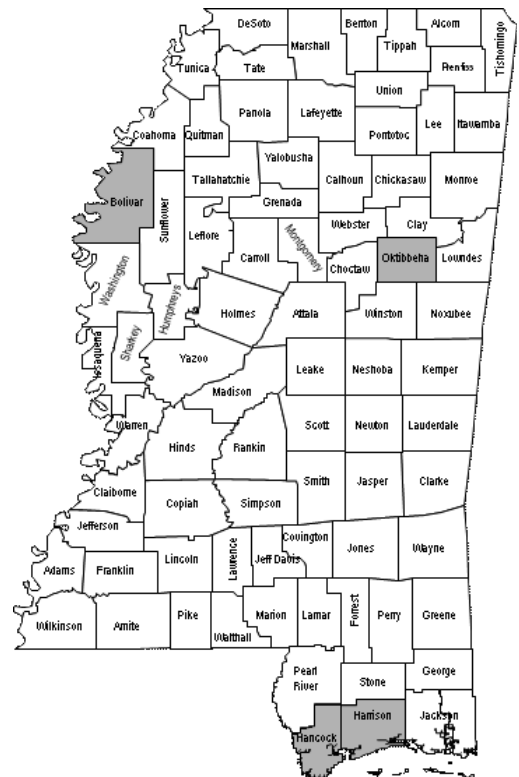 DeSoto
Marshall
Benton
Tippah
Alcorn
Tishomingo
Prentiss
Tunica
Tate
Union
Panola
Lafeyette
Pontotoc
Lee
Itawamba
Coahoma
Quitman
Yalobusha
Tallahatchie
Calhoun
Chickasaw
Monroe
Bolivar
Sunflower
Leflore
Grenada
Webster
Clay
Carroll
Montgomery
Choctaw
Oktibbeha
Lowndes
Washington
Humphreys
Holmes
Attala
Winston
Noxubee
Issaquena
Sharkey
Yazoo
Madison
Leake
Neshoba
Kemper
Warren
Hinds
Rankin
Scott
Newton
Lauderdale
Claiborne
Copiah
Simpson
Smith
Jasper
Clarke
Jefferson
Lincoln
Lawrence
Jeff Davis
Covington
Jones
Wayne
Adams
Franklin
Wilkinson
Amite
Pike
Walthall
Marion
Lamar
Forrest
Perry
Greene
Pearl
River
Stone
George
Hancock
Harrison
Jackson